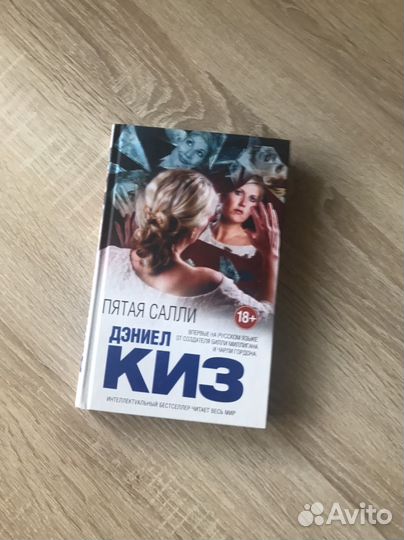 ПЯТАЯ САЛЛИ
18+
ВПЕРВЫЕ НА РУССКОМ ЯЗЫКЕ
ОТ СОЗДАТЕЛЯ БИЛЛИ МИЛЛИГАНА
И ЧАРЛИ ГОРДОНА
ДЭНИЕЛ
КИЗ
ИНТЕЛЛЕКТУАЛЬНЫЙ БЕСТСЕЛЛЕР ЧИТАЕТ ВЕСЬ МИР
Avito